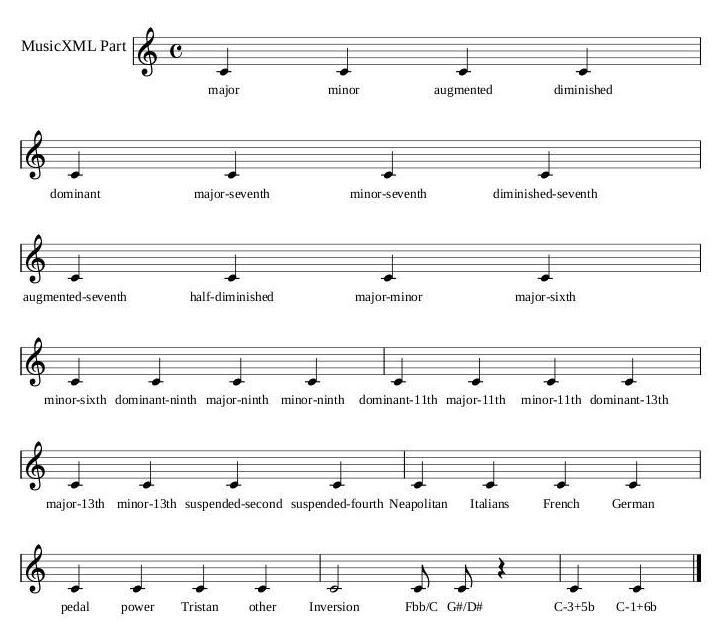 MusicXML Part
major minor augmented diminished
dominant major-seventh minor-seventh diminished-seventh
augmented-seventh half-diminished major-minor major-sixth
minor-sixth dominant-ninth major-ninth minor-ninth dominant-11th major-11th minor-11th dominant-13th
major-13th minor-13th suspended-second suspended-fourth Neapolitan Italians French German
pedal power Tristan other Inversion Fbb/C G#/D# C-3+5b C-1+6b